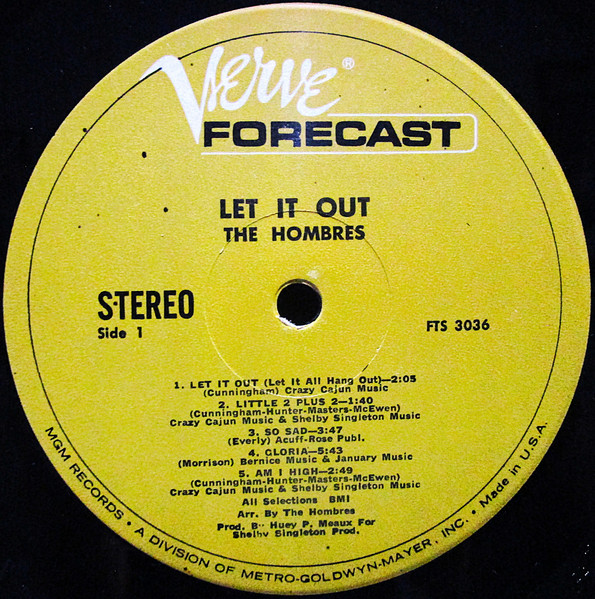 Verve®
FORECAST
LET IT OUT
THE HOMBRES
STEREO
Side 1
FTS 3036
1. LET IT OUT (Let It All Hang Out)—2:05
(Cunningham) Crazy Cajun Music
2. LITTLE 2 PLUS 2—1:40
(Cunningham-Hunter-Masters-McEwen)
Crazy Cajun Music & Shelby Singleton Music
3. SO SAD—3:47
(Everly) Acuff-Rose Publ.
4. GLORIA—5:43
(Morrison) Bernice Music & January Music
5. AM I HIGH—2:49
(Cunningham-Hunter-Masters-McEwen)
Crazy Cajun Music & Shelby Singleton Music
All Selections BMI
Arr. By The Hombres
Prod. B·· Huey P. Meaux For
Shelby Singleton Prod.
MGM RECORDS • A DIVISION OF METRO-GOLDWYN-MAYER, INC. • Made in U.S.A.